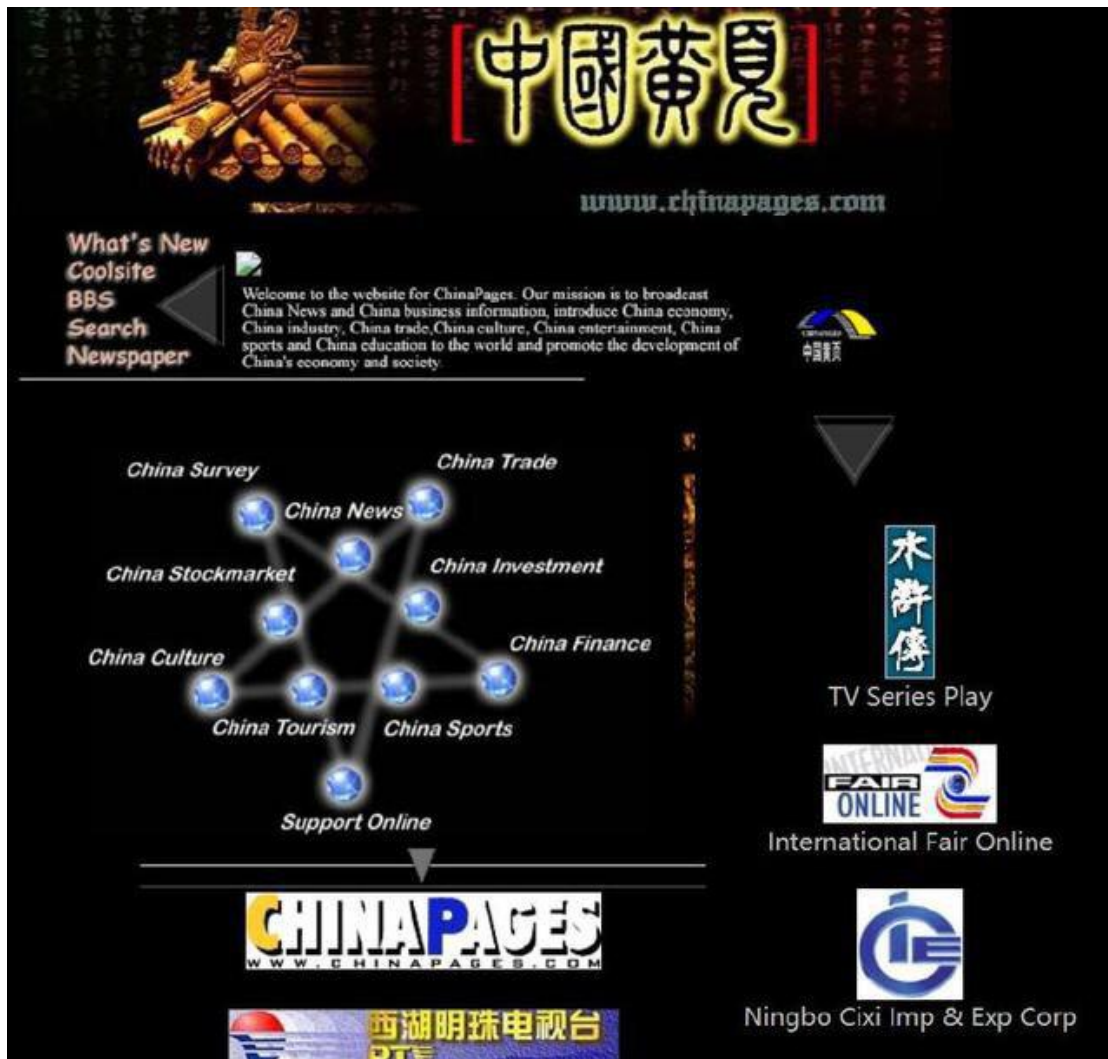 中國黄頁
www.chinapages.com
What's New
Coolsite
BBS
Search
Newspaper
Welcome to the website for ChinaPages. Our mission is to broadcast
China News and China business information, introduce China economy,
China industry, China trade,China culture, China entertainment, China
sports and China education to the world and promote the development of
China's economy and society.
CHINAPAGES
China Survey
China Trade
China News
China Stockmarket
China Investment
China Culture
China Finance
China Tourism
China Sports
Support Online
水滸傳
TV Series Play
INTERNATI
FAIR
ONLINE
International Fair Online
CHINAPAGES
WWW.CHINAPAGES.COM
CIE
Ningbo Cixi Imp & Exp Corp
西湖明珠电视台